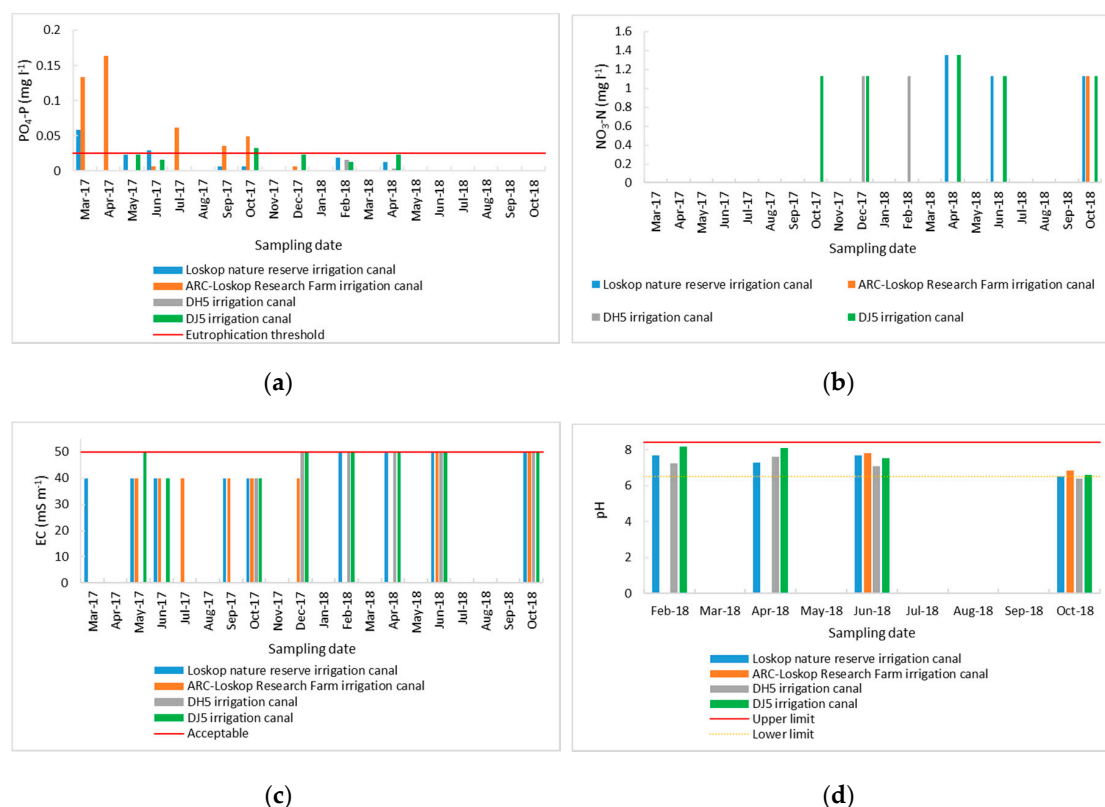 0.2
0.15
0.1
0.05
0
PO4-P (mg l-1)
Mar-17
Apr-17
May-17
Jun-17
Jul-17
Aug-17
Sep-17
Oct-17
Nov-17
Dec-17
Jan-18
Feb-18
Mar-18
Apr-18
May-18
Jun-18
Jul-18
Aug-18
Sep-18
Oct-18
Sampling date
Loskop nature reserve irrigation canal
ARC-Loskop Research Farm irrigation canal
DH5 irrigation canal
DJ5 irrigation canal
Eutrophication threshold
(a)
1.6
1.4
1.2
1
0.8
0.6
0.4
0.2
0
NO3-N (mg l-1)
Mar-17
Apr-17
May-17
Jun-17
Jul-17
Aug-17
Sep-17
Oct-17
Nov-17
Dec-17
Jan-18
Feb-18
Mar-18
Apr-18
May-18
Jun-18
Jul-18
Aug-18
Sep-18
Oct-18
Sampling date
Loskop nature reserve irrigation canal
ARC-Loskop Research Farm irrigation canal
DH5 irrigation canal
DJ5 irrigation canal
(b)
50
40
30
20
10
0
EC (mS m-1)
Mar-17
Apr-17
May-17
Jun-17
Jul-17
Aug-17
Sep-17
Oct-17
Nov-17
Dec-17
Jan-18
Feb-18
Mar-18
Apr-18
May-18
Jun-18
Jul-18
Aug-18
Sep-18
Oct-18
Sampling date
Loskop nature reserve irrigation canal
ARC-Loskop Research Farm irrigation canal
DH5 irrigation canal
DJ5 irrigation canal
Acceptable
(c)
8
6
4
2
0
pH
Feb-18 Mar-18 Apr-18 May-18 Jun-18 Jul-18 Aug-18 Sep-18 Oct-18
Sampling date
Loskop nature reserve irrigation canal
ARC-Loskop Research Farm irrigation canal
DH5 irrigation canal
DJ5 irrigation canal
Upper limit
Lower limit
(d)